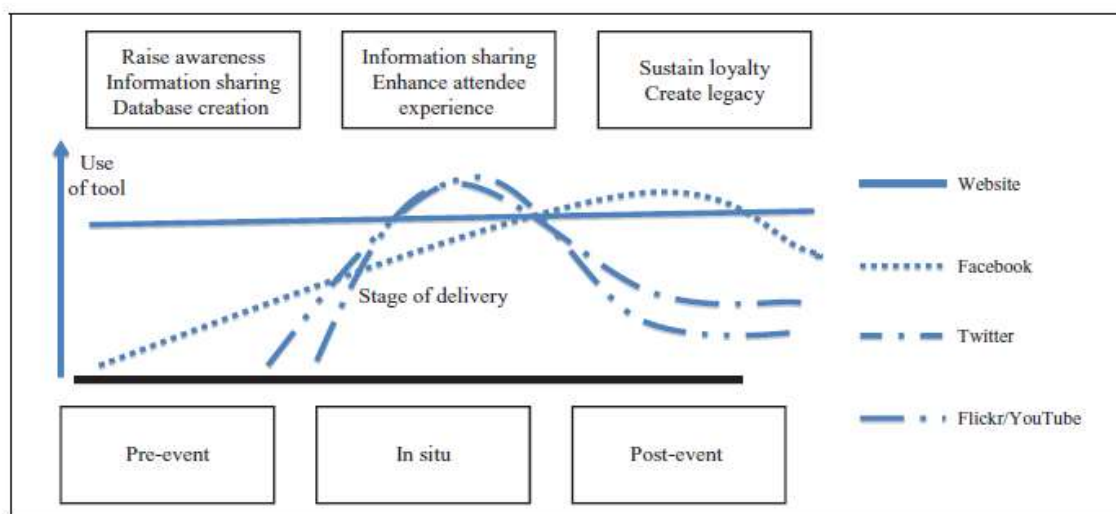 Raise awareness
Information sharing
Database creation
Information sharing
Enhance attendee
experience
Sustain loyalty
Create legacy
Use
of tool
Website
Facebook
Stage of delivery
Twitter
Flickr/YouTube
Pre-event
In situ
Post-event